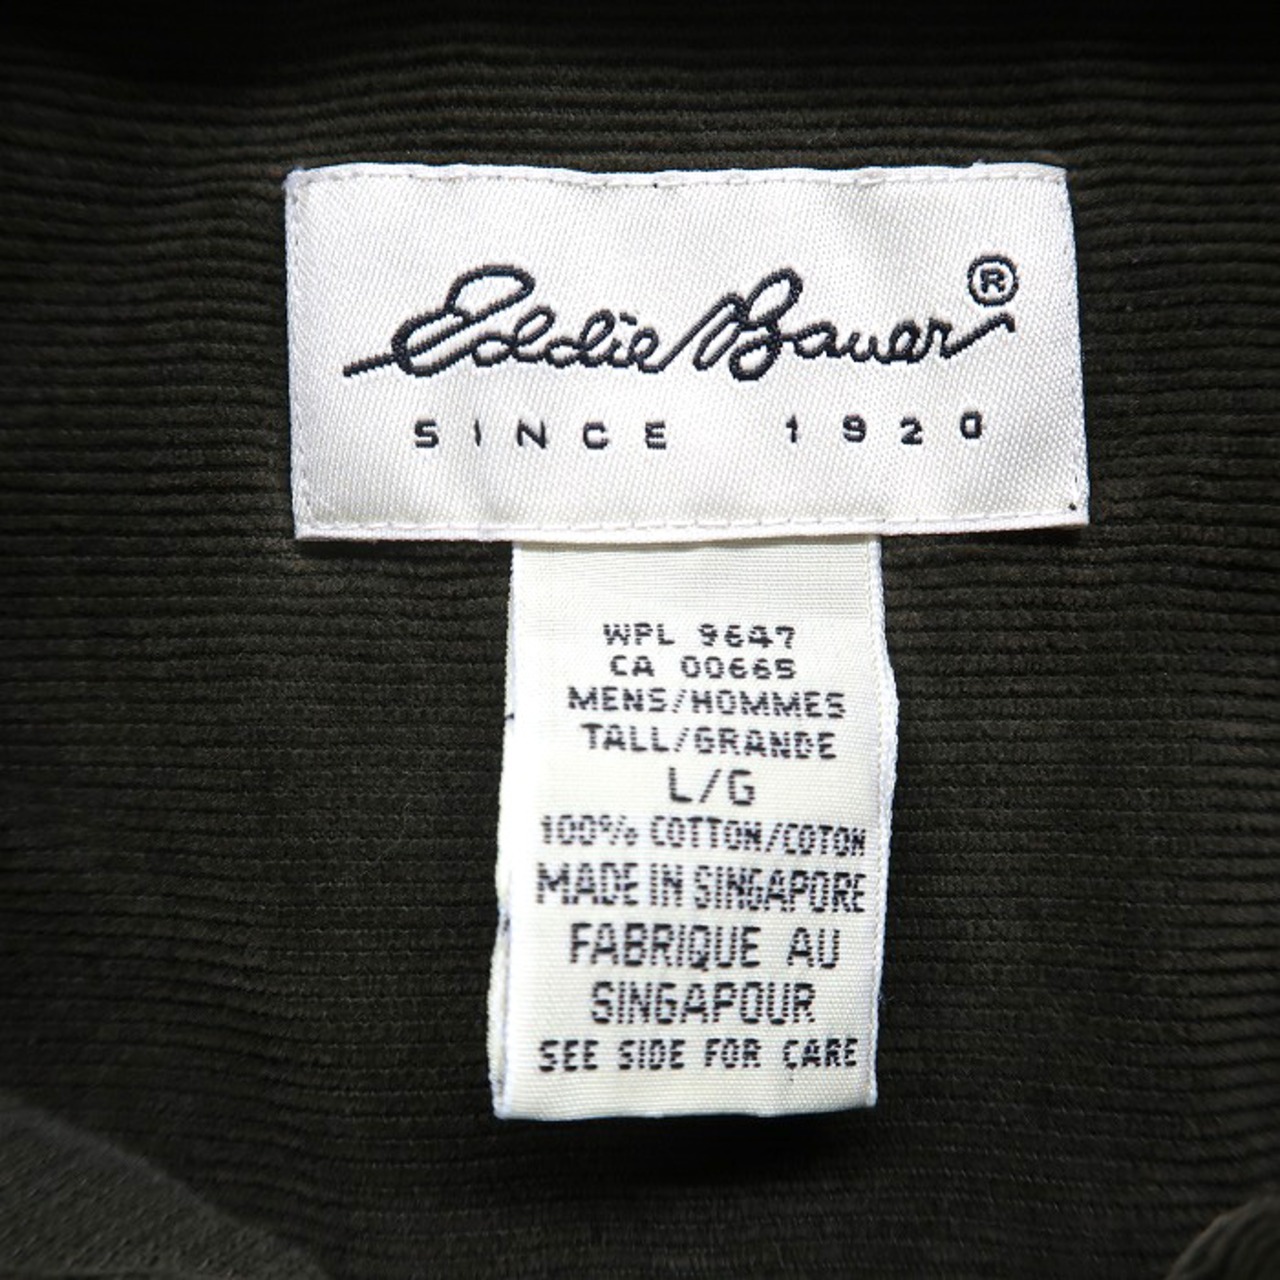 Eddie Bauer ®
SINCE 1920
WPL 9647
CA 00665
MENS/HOMMES
TALL/GRANDE
L/G
100% COTTON/COTON
MADE IN SINGAPORE
FABRIQUE AU
SINGAPOUR
SEE SIDE FOR CARE